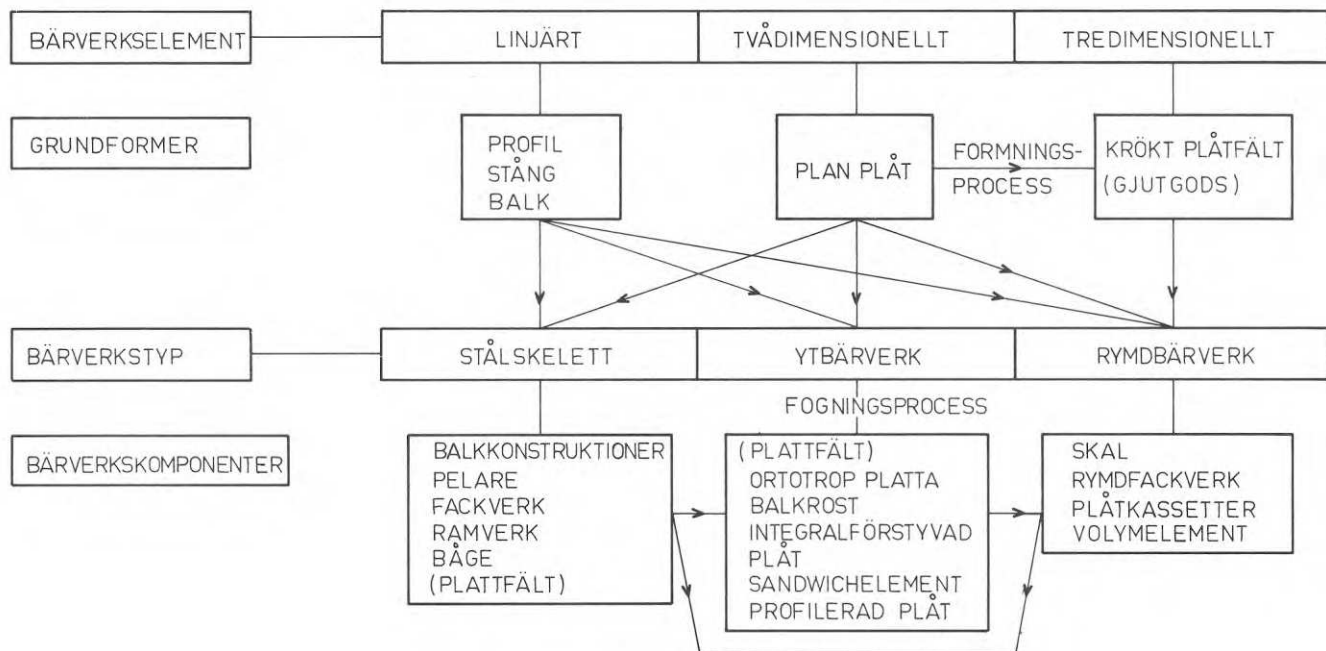 BÄRVERKSELEMENT
LINJÄRT
TVÅDIMENSIONELLT
TREDIMENSIONELLT
GRUNDFORMER
PROFIL
STÅNG
BALK
PLAN PLÅT
FORMNINGS-
PROCESS
KRÖKT PLÅTFÄLT
(GJUTGODS)
BÄRVERKSTYP
STÅLSKELETT
YTBÄRVERK
RYMDBÄRVERK
FOGNINGSPROCESS
BÄRVERKSKOMPONENTER
BALKKONSTRUKTIONER
PELARE
FACKVERK
RAMVERK
BÅGE
(PLATTFÄLT)
(PLATTFÄLT)
ORTOTROP PLATTA
BALKROST
INTEGRALFÖRSTYVAD
PLÅT
SANDWICHELEMENT
PROFILERAD PLÅT
SKAL
RYMDFACKVERK
PLÅTKASSETTER
VOLYMELEMENT